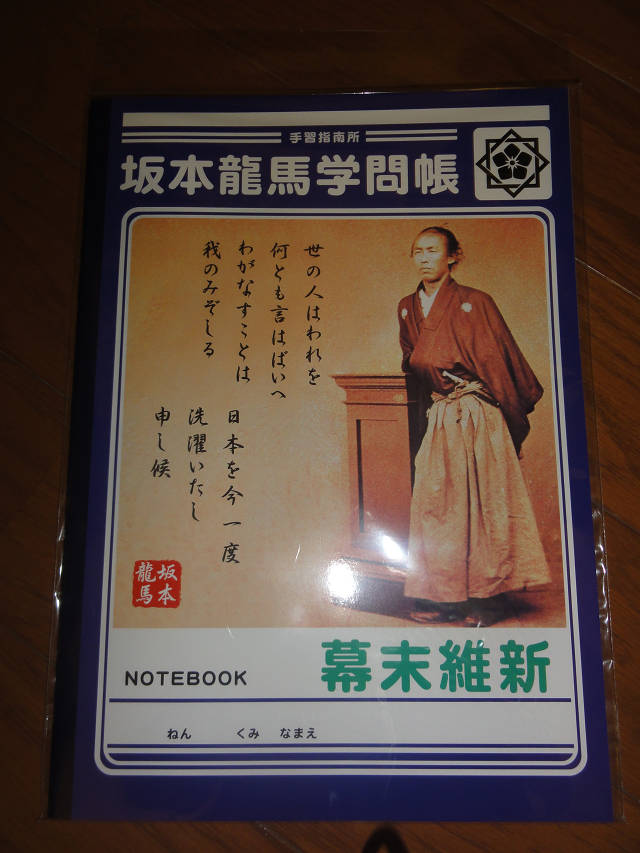 手習指南所
坂本龍馬学問帳
世の人はわれを
何とも言はばいへ
わがなすことは
我のみぞしる
日本を今一度
洗濯いたし
申し候
坂本
龍馬
NOTEBOOK
幕末維新
ねん くみ なまえ